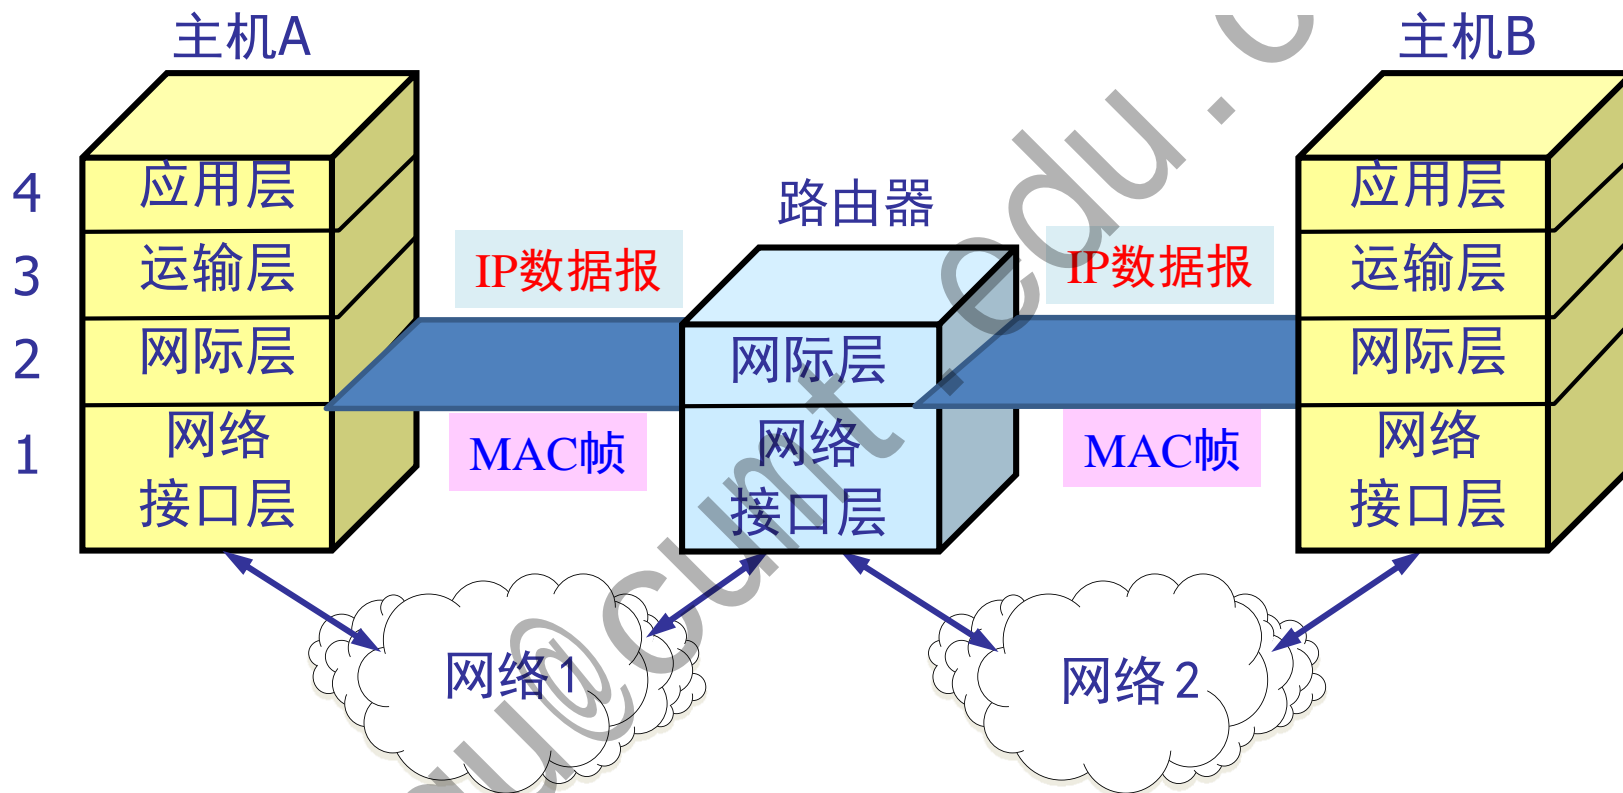 主机A
主机B
4
应用层
路由器
应用层
3
运输层
IP数据报
IP数据报
运输层
2
网际层
网际层
网际层
1
网络
接口层
MAC帧
网络
接口层
MAC帧
网络
接口层
网络1
网络2
u@cumt.edu.c